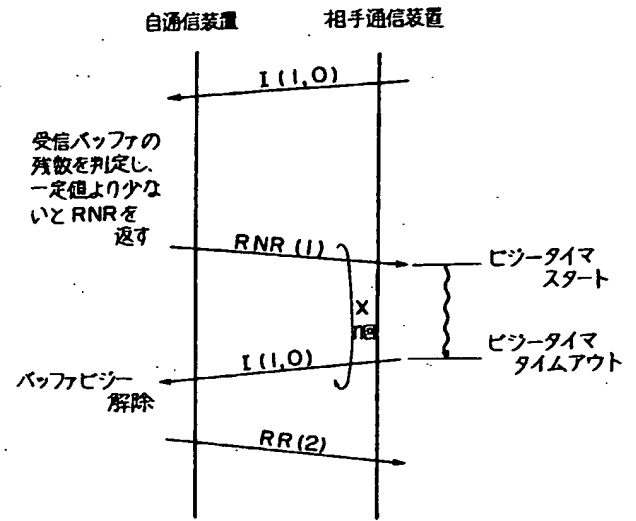 自通信装置
相手通信装置
I(1,0)
受信バッファの
残数を判定し、
一定値より少な
いとRNRを
返す
RNR(1)
ビジータイマ
スタート
×
n回
I(1,0)
ビジータイマ
タイムアウト
バッファビジー
解除
RR(2)